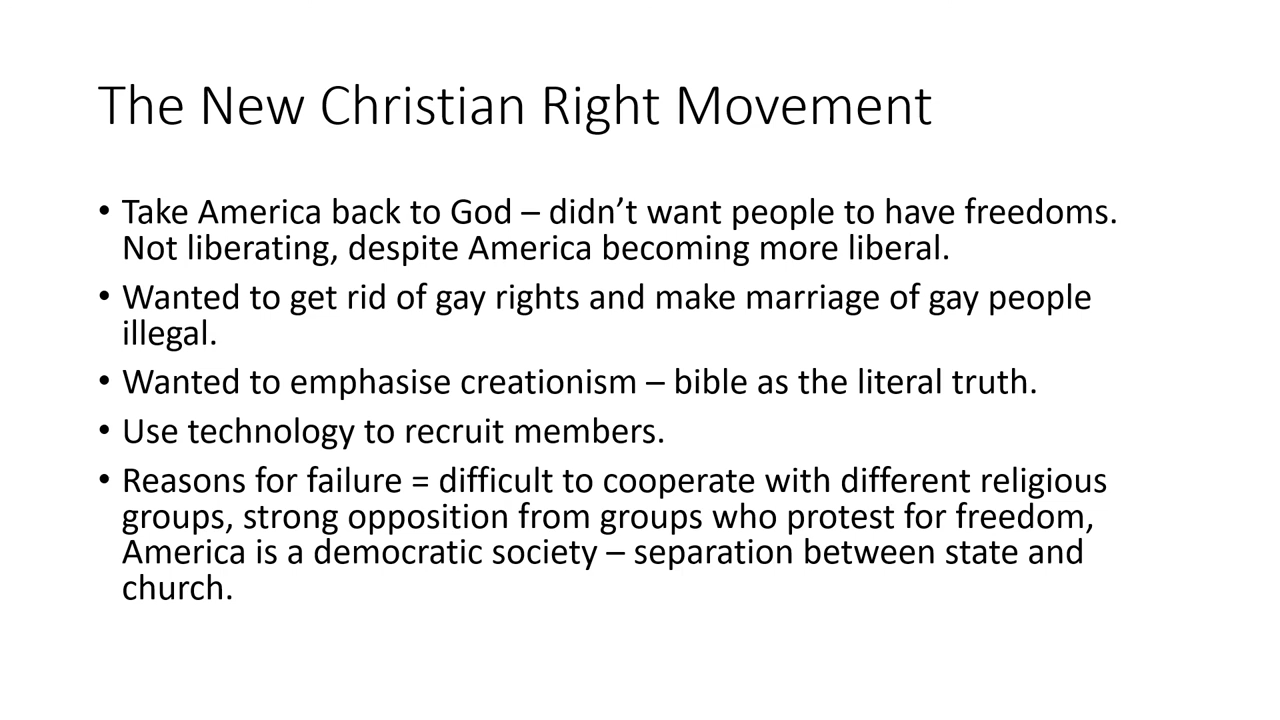 The New Christian Right Movement
• Take America back to God – didn’t want people to have freedoms.
Not liberating, despite America becoming more liberal.
• Wanted to get rid of gay rights and make marriage of gay people
illegal.
• Wanted to emphasise creationism – bible as the literal truth.
• Use technology to recruit members.
• Reasons for failure = difficult to cooperate with different religious
groups, strong opposition from groups who protest for freedom,
America is a democratic society – separation between state and
church.